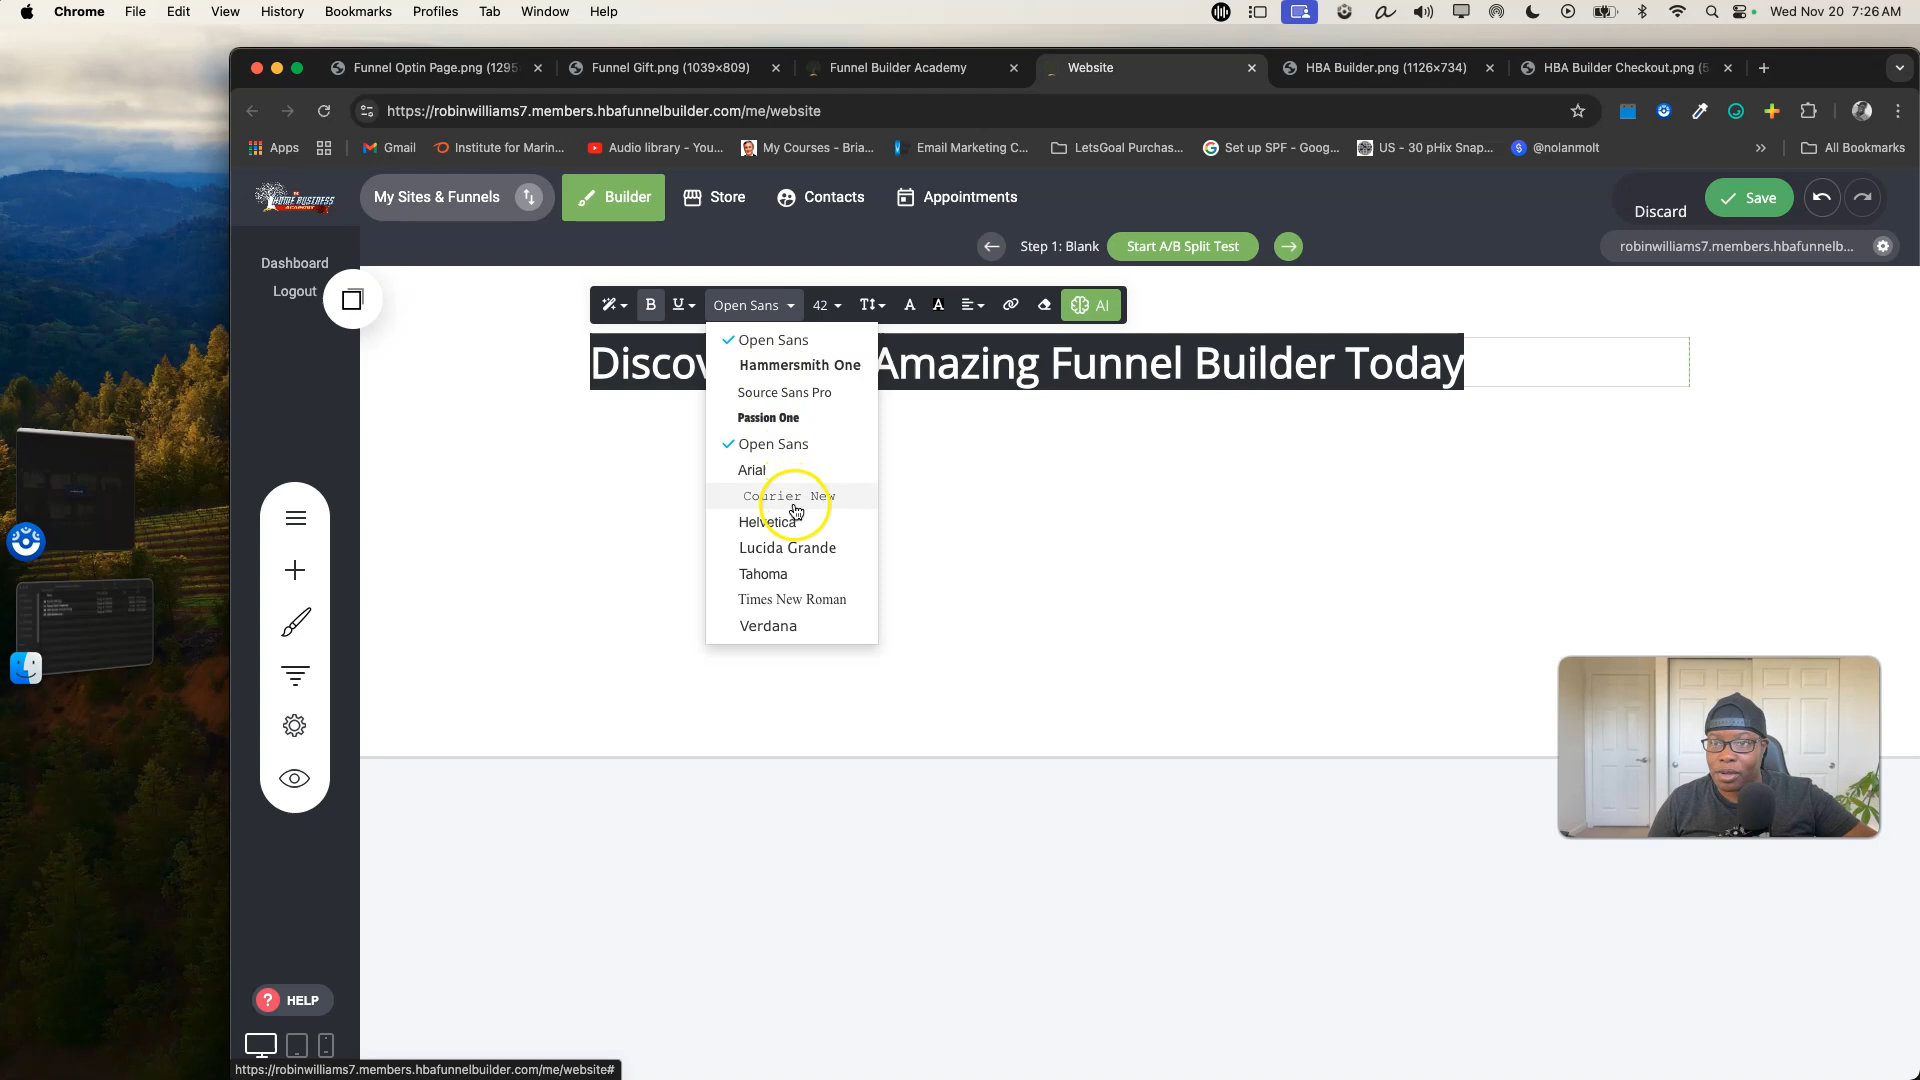 Chrome File Edit View History Bookmarks Profiles Tab Window Help
Wed Nov 20 7:26 AM
Funnel Optin Page.png (1295
Funnel Gift.png (1039×809)
Funnel Builder Academy
Website
HBA Builder.png (1126×734)
HBA Builder Checkout.png (5
https://robinwilliams7.members.hbafunnelbuilder.com/me/website
Apps
Gmail
Institute for Marin...
Audio library - You...
My Courses - Bria...
Email Marketing C...
LetsGoal Purchas...
Set up SPF - Goog...
US - 30 pHix Snap...
@nolanmolt
All Bookmarks
HOME BUSINESS
ACADEMY
My Sites & Funnels
Builder
Store
Contacts
Appointments
Discard
Save
Step 1: Blank
Start A/B Split Test
robinwilliams7.members.hbafunnelb...
Dashboard
Logout
B U Open Sans 42 A A AI
Discov Amazing Funnel Builder Today
Open Sans
Hammersmith One
Source Sans Pro
Passion One
Open Sans
Arial
Courier New
Helvetica
Lucida Grande
Tahoma
Times New Roman
Verdana
? HELP
https://robinwilliams7.members.hbafunnelbuilder.com/me/website#